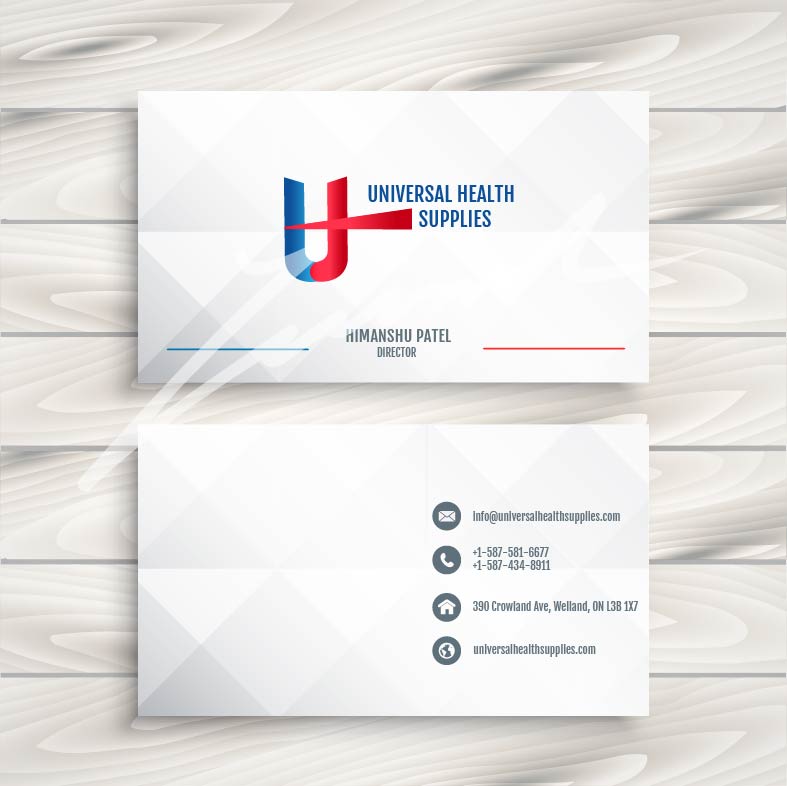 UNIVERSAL HEALTH
SUPPLIES
HIMANSHU PATEL
DIRECTOR
info@universalhealthsupplies.com
+1-587-581-6677
+1-587-434-8911
390 Crowland Ave, Welland, ON L3B 1X7
universalhealthsupplies.com